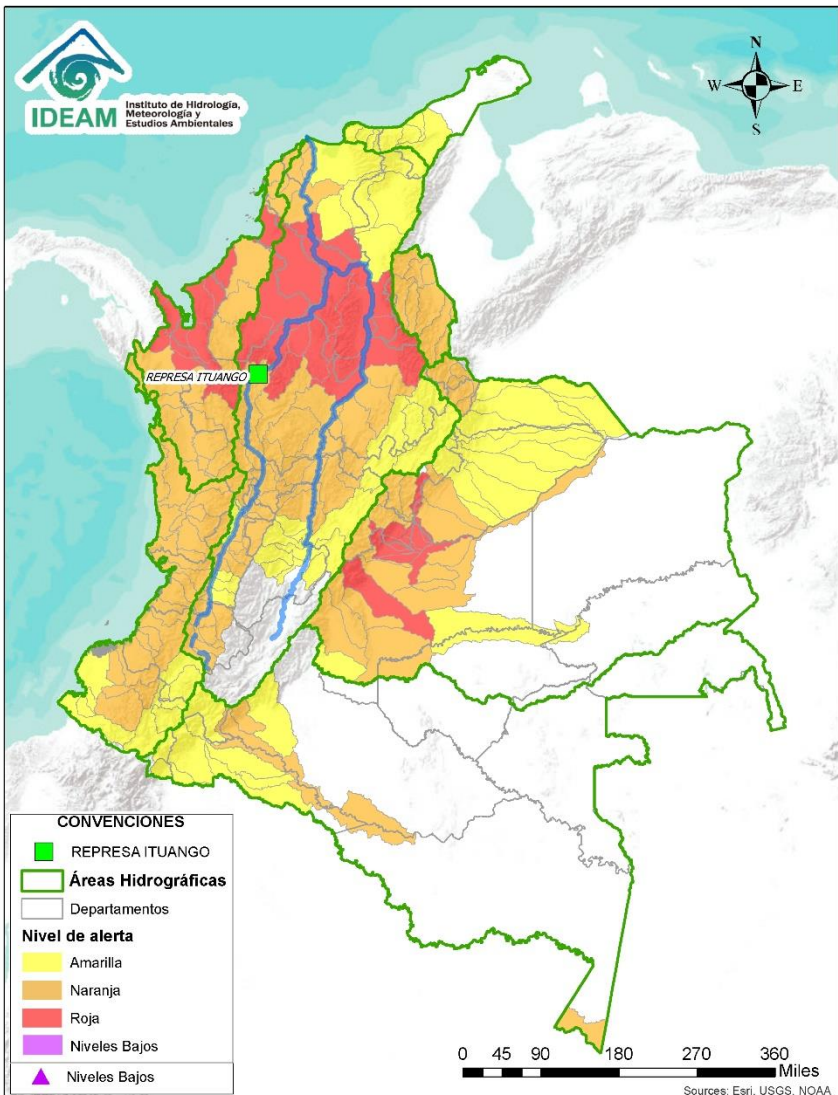 IDEAM
Instituto de Hidrología,
Meteorología y
Estudios Ambientales
N
W
E
S
REPRESA ITUANGO
CONVENCIONES
REPRESA ITUANGO
Áreas Hidrográficas
Departamentos
Nivel de alerta
Amarilla
Naranja
Roja
Niveles Bajos
Niveles Bajos
0 45 90 180 270 360
Miles
Sources: Esri, USGS, NOAA